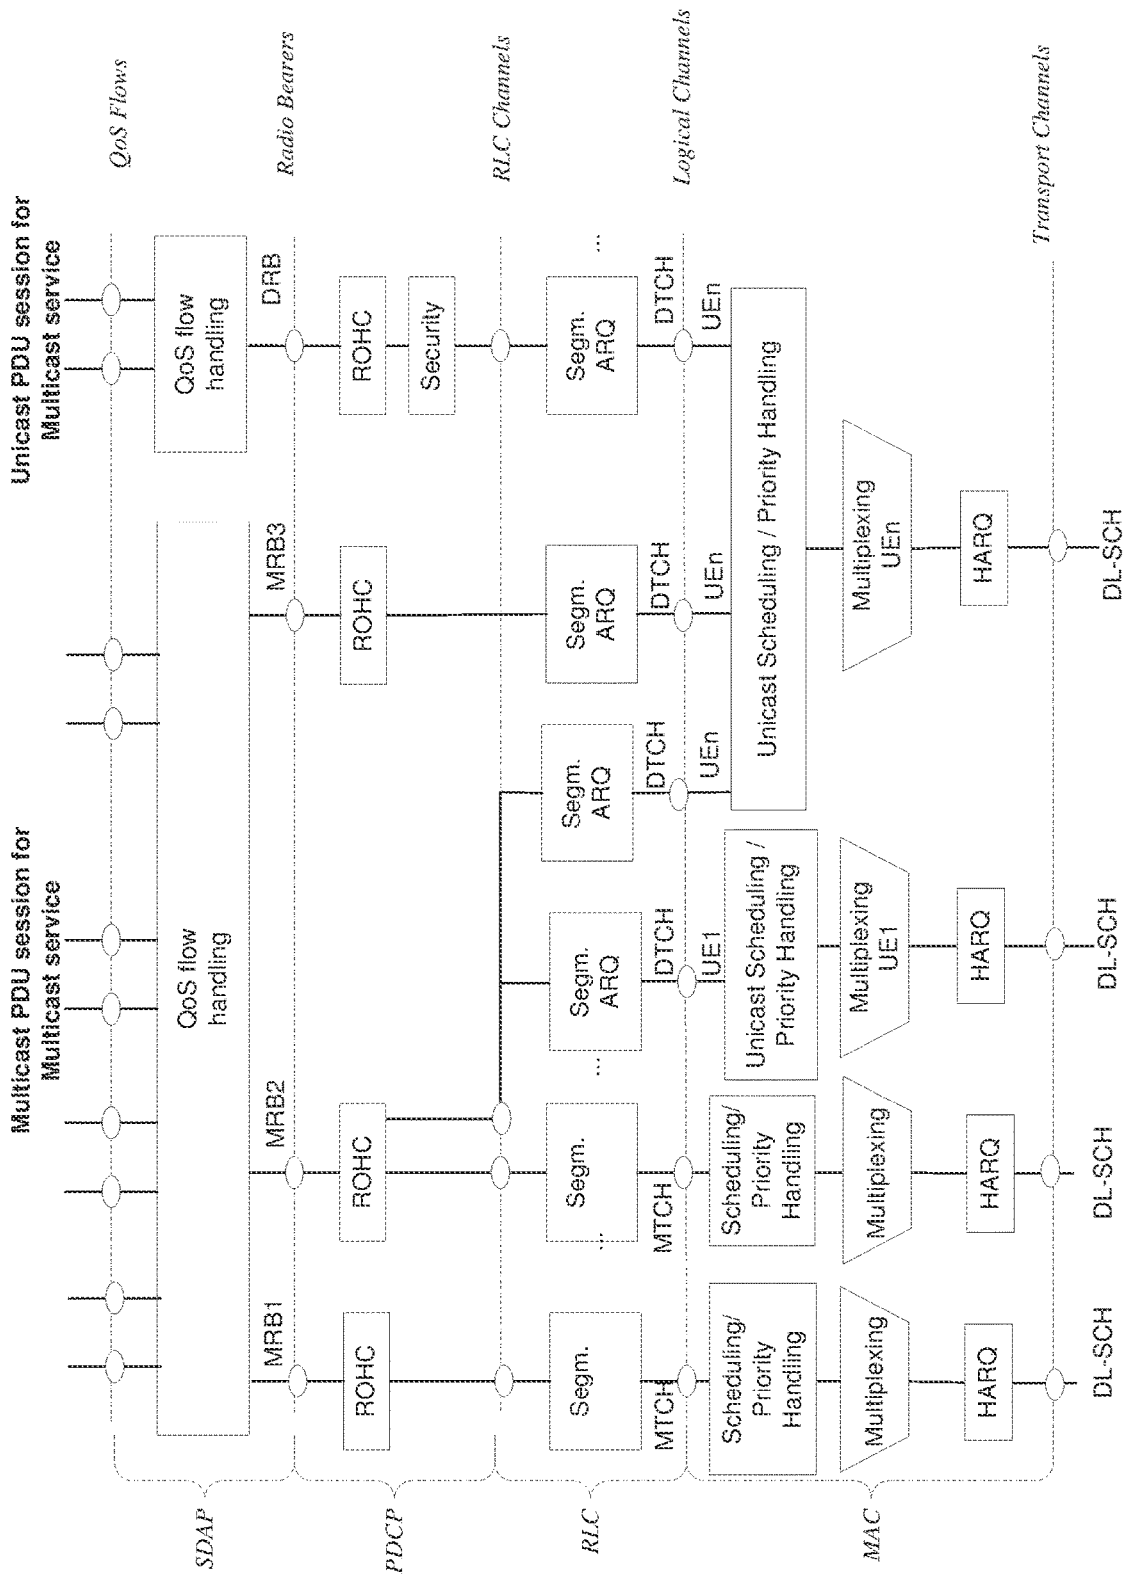 Multicast PDU session for
Multicast service
Unicast PDU session for
Multicast service
QoS Flows
SDAP
QoS flow
handling
QoS flow
handling
MRB1
MRB2
MRB3
DRB
Radio Bearers
PDCP
ROHC
ROHC
ROHC
ROHC
Security
RLC Channels
RLC
Segm.
Segm.
...
...
Segm.
ARQ
Segm.
ARQ
Segm.
ARQ
Segm.
ARQ
...
MTCH
MTCH
DTCH
DTCH
DTCH
DTCH
Logical Channels
UE1
UEn
UEn
UEn
MAC
Scheduling/
Priority
Handling
Scheduling/
Priority
Handling
Unicast Scheduling /
Priority Handling
Unicast Scheduling / Priority Handling
Multiplexing
Multiplexing
Multiplexing
UE1
Multiplexing
UEn
HARQ
HARQ
HARQ
HARQ
Transport Channels
DL-SCH
DL-SCH
DL-SCH
DL-SCH